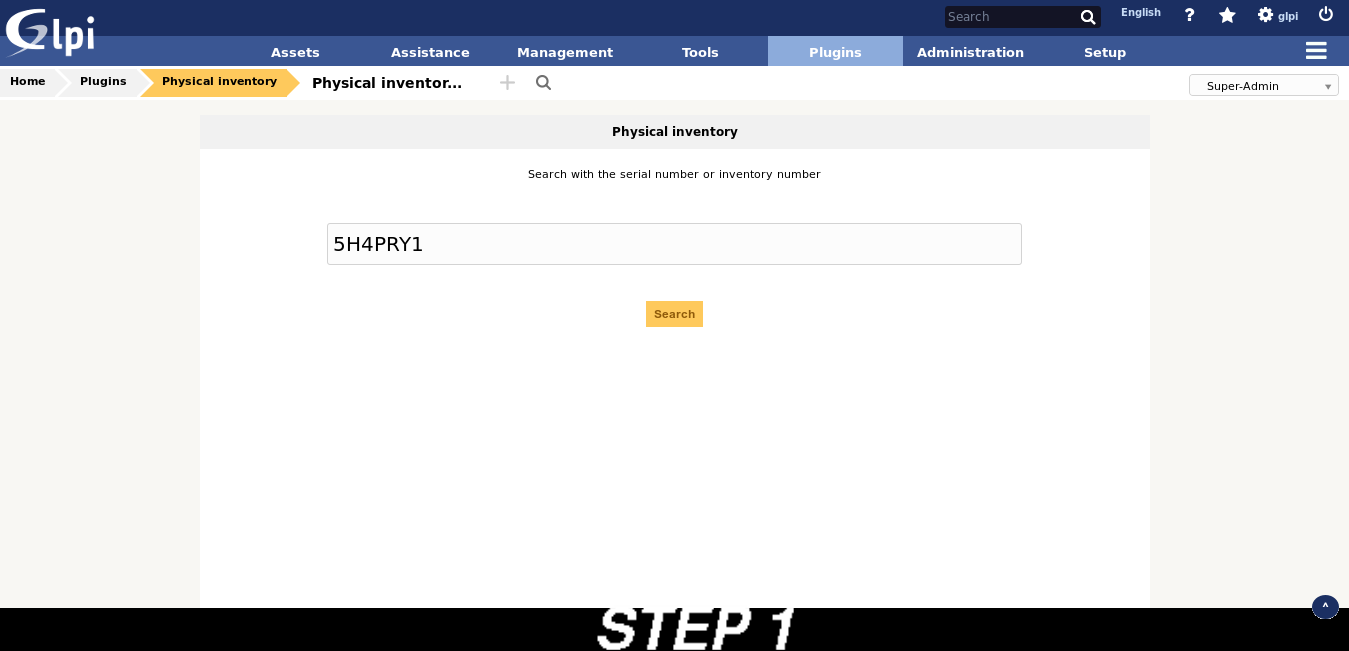 Glpi
Search
English
?
glpi
Assets
Assistance
Management
Tools
Plugins
Administration
Setup
Home
Plugins
Physical inventory
Physical inventor...
Super-Admin
Physical inventory
Search with the serial number or inventory number
5H4PRY1
Search
^
STEP 1